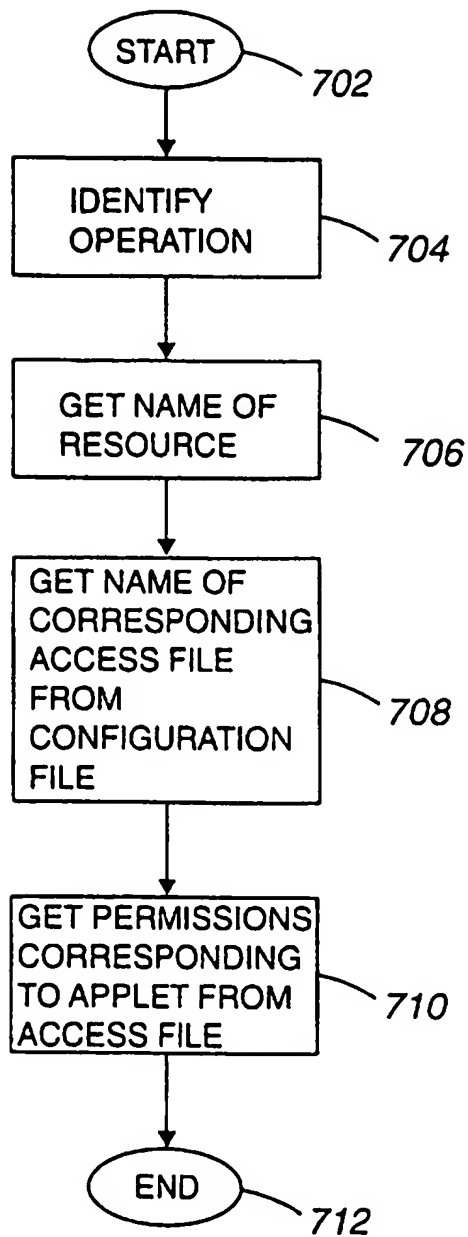 START
702
IDENTIFY
OPERATION
704
GET NAME OF
RESOURCE
706
GET NAME OF
CORRESPONDING
ACCESS FILE
FROM
CONFIGURATION
FILE
708
GET PERMISSIONS
CORRESPONDING
TO APPLET FROM
ACCESS FILE
710
END
712